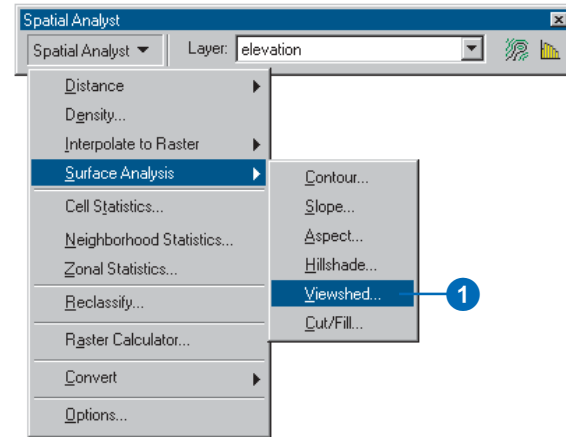 Spatial Analyst
Spatial Analyst Layer: elevation
Distance
Density...
Interpolate to Raster
Surface Analysis
Cell Statistics...
Neighborhood Statistics...
Zonal Statistics...
Reclassify...
Raster Calculator...
Convert
Options...
Contour...
Slope...
Aspect...
Hillshade...
Viewshed... 1
Cut/Fill...